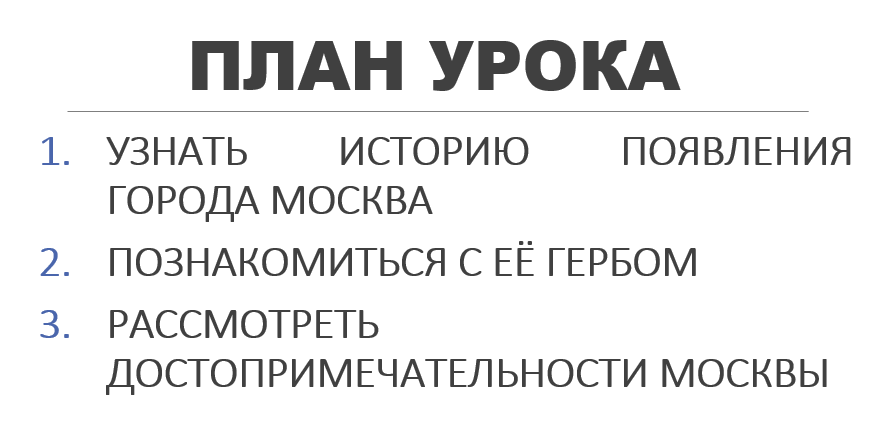 ПЛАН УРОКА
1. УЗНАТЬ ИСТОРИЮ ПОЯВЛЕНИЯ
ГОРОДА МОСКВА
2. ПОЗНАКОМИТЬСЯ С ЕЁ ГЕРБОМ
3. РАССМОТРЕТЬ
ДОСТОПРИМЕЧАТЕЛЬНОСТИ МОСКВЫ